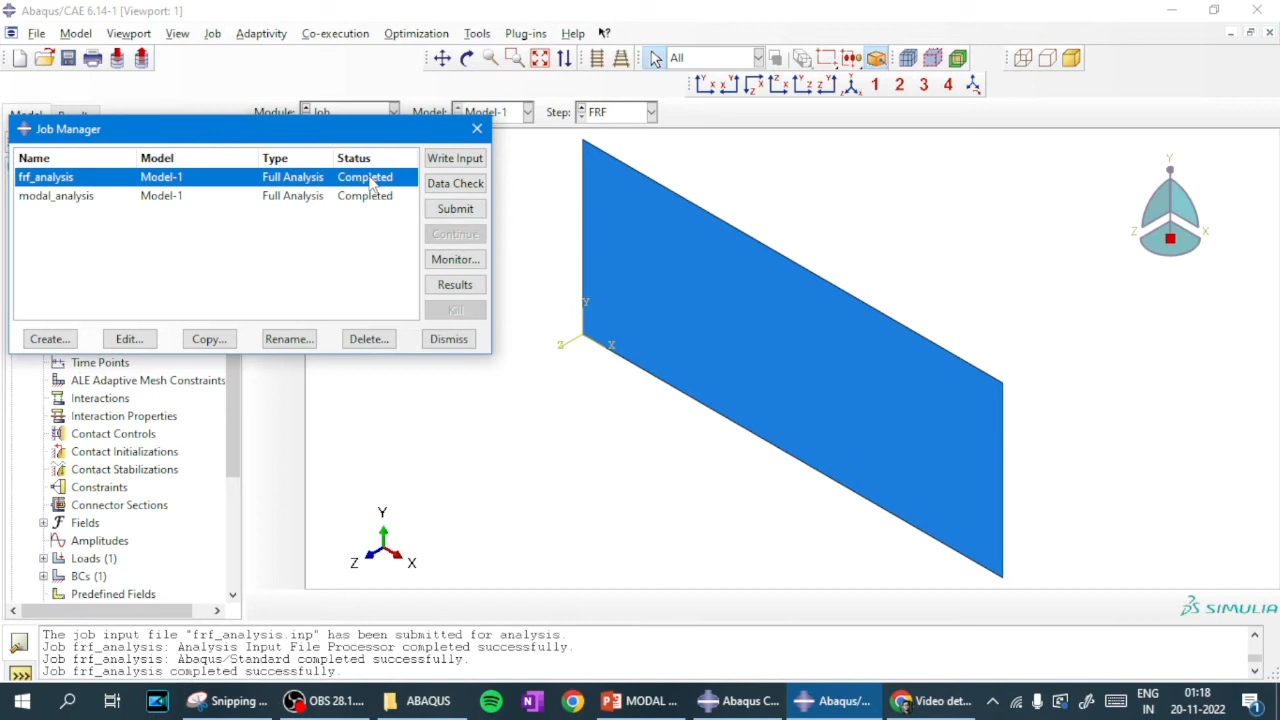 Abaqus/CAE 6.14-1 [Viewport: 1]
File Model Viewport View Job Adaptivity Co-execution Optimization Tools Plug-ins Help
All
1 2 3 4
Module: Job Model: Model-1 Step: FRF
Job Manager
Name Model Type Status
frf_analysis Model-1 Full Analysis Completed
modal_analysis Model-1 Full Analysis Completed
Write Input
Data Check
Submit
Continue
Monitor...
Results
Kill
Create... Edit... Copy... Rename... Delete... Dismiss
Time Points
ALE Adaptive Mesh Constraints
Interactions
Interaction Properties
Contact Controls
Contact Initializations
Contact Stabilizations
Constraints
Connector Sections
Fields
Amplitudes
Loads (1)
BCs (1)
Predefined Fields
Y
Z X
Y
Z X
Y
Z X
SIMULIA
The job input file "frf_analysis.inp" has been submitted for analysis.
Job frf_analysis: Analysis Input File Processor completed successfully.
Job frf_analysis: Abaqus/Standard completed successfully.
Job frf_analysis completed successfully.
Snipping ... OBS 28.1.... ABAQUS MODAL ... Abaqus C... Abaqus/... Video det...
ENG
IN
01:18
20-11-2022